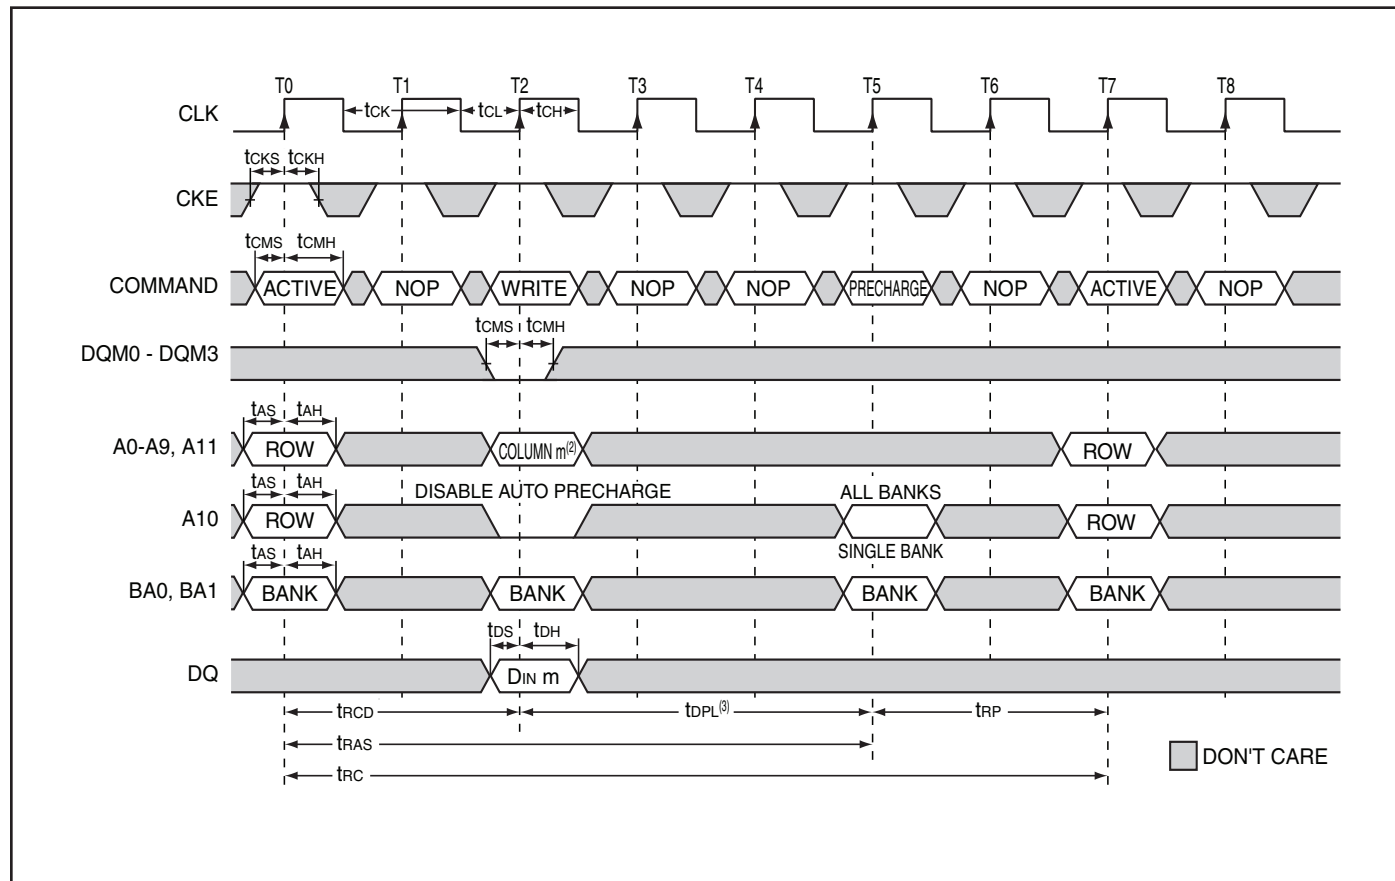 T0 T1 T2 T3 T4 T5 T6 T7 T8
CLK tCK tCL tCH
tCKS tCKH
CKE
tCMS tCMH
COMMAND ACTIVE NOP WRITE NOP NOP PRECHARGE NOP ACTIVE NOP
tCMS tCMH
DQM0 - DQM3
tAS tAH
A0-A9, A11 ROW COLUMN m(2) ROW
tAS tAH DISABLE AUTO PRECHARGE ALL BANKS
A10 ROW ROW
tAS tAH SINGLE BANK
BA0, BA1 BANK BANK BANK BANK
tDS tDH
DQ DIN m
tRCD tDPL(3) tRP
tRAS
DON'T CARE
tRC